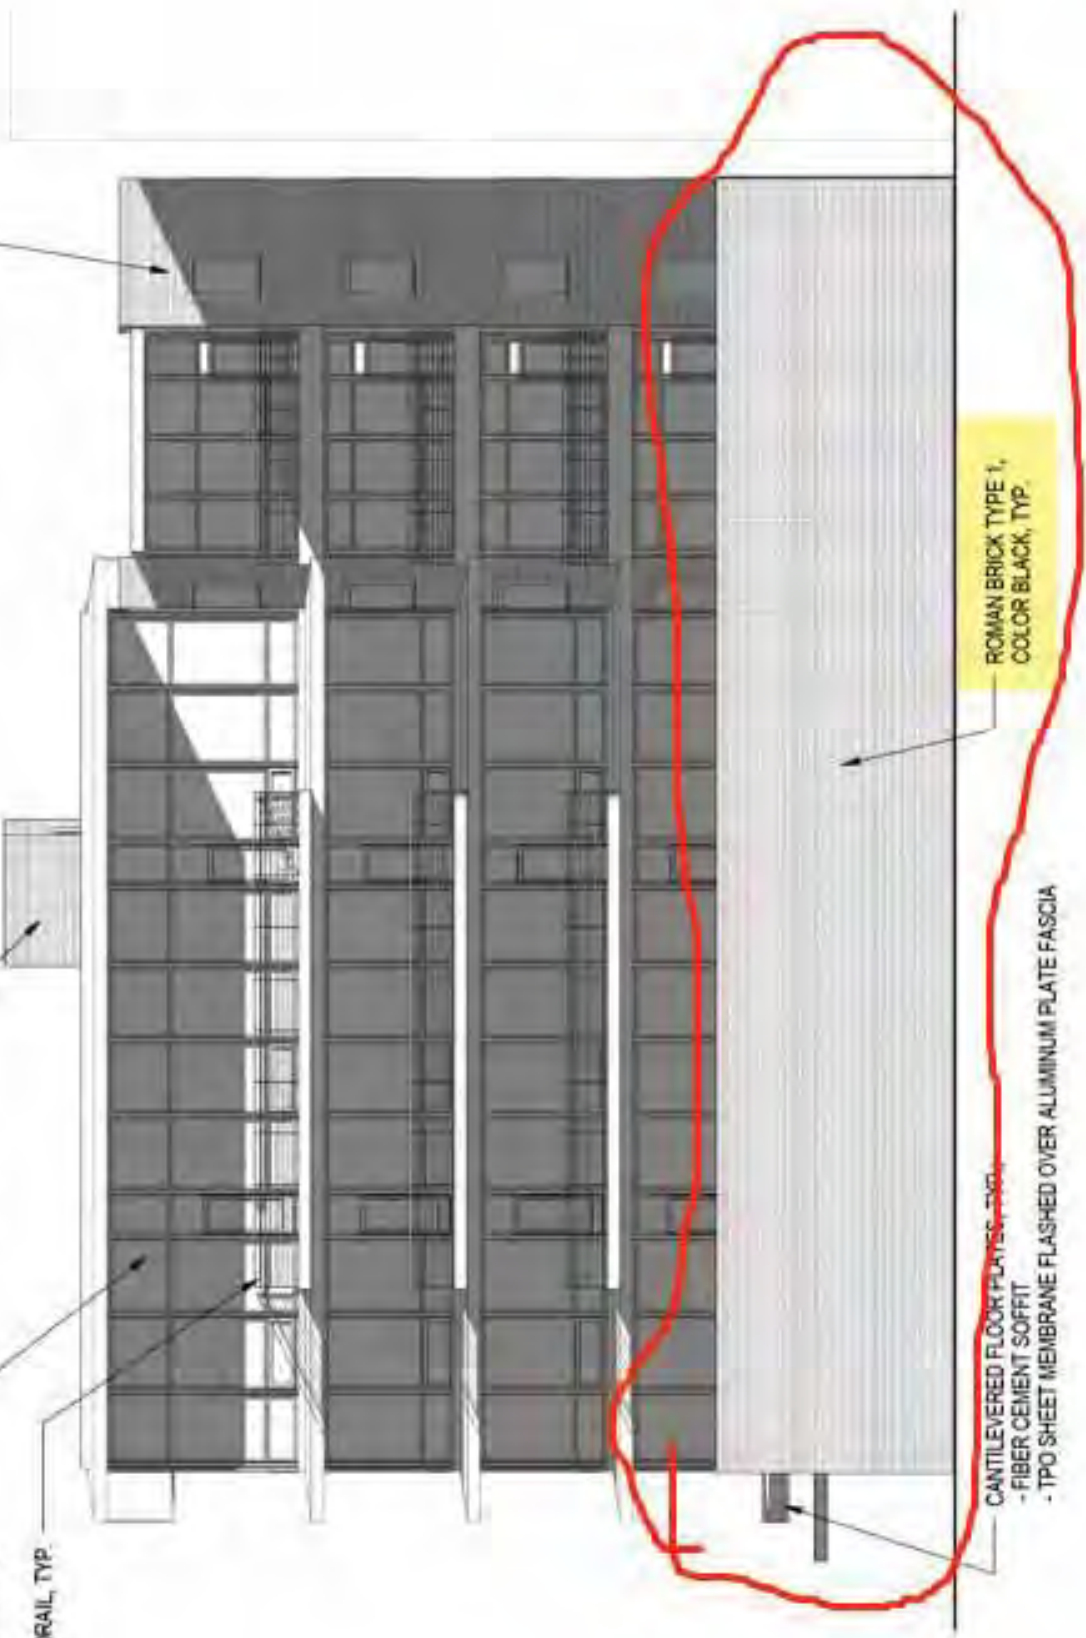 RAIL, TYP.
CANTILEVERED FLOOR PLATES, TYP.,
- FIBER CEMENT SOFFIT
- TPO SHEET MEMBRANE FLASHED OVER ALUMINUM PLATE FASCIA
ROMAN BRICK TYPE 1,
COLOR BLACK, TYP.